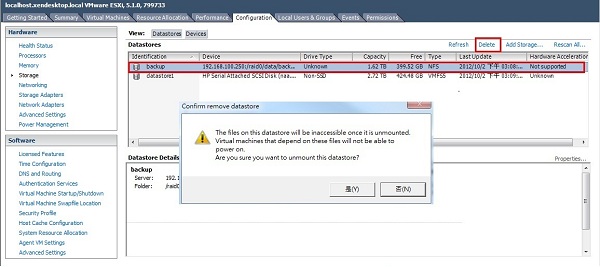 localhost.xendesktop.local VMware ESXi, 5.1.0, 799733
Getting Started Summary Virtual Machines Resource Allocation Performance Configuration Local Users & Groups Events Permissions
Hardware
Health Status
Processors
Memory
Storage
Networking
Storage Adapters
Network Adapters
Advanced Settings
Power Management
Software
Licensed Features
Time Configuration
DNS and Routing
Authentication Services
Virtual Machine Startup/Shutdown
Virtual Machine Swapfile Location
Security Profile
Host Cache Configuration
System Resource Allocation
Agent VM Settings
Advanced Settings
View: Datastores Devices
Datastores
Refresh Delete Add Storage... Rescan All...
Identification Device Drive Type Capacity Free Type Last Update Hardware Acceleration
backup 192.168.100.250:/raid0/data/back... Unknown 1.62 TB 399.52 GB NFS 2012/10/2 下午 03:08:... Not supported
datastore1 HP Serial Attached SCSI Disk (naa.... Non-SSD 2.72 TB 424.48 GB VMFS5 2012/10/2 下午 03:03:... Unknown
Confirm remove datastore
The files on this datastore will be inaccessible once it is unmounted.
Virtual machines that depend on these files will not be able to
power on.
Are you sure you want to unmount this datastore?
是(Y) 否(N)
Datastore Details
Properties...
backup
Server: 192.1
Folder: /raid0/